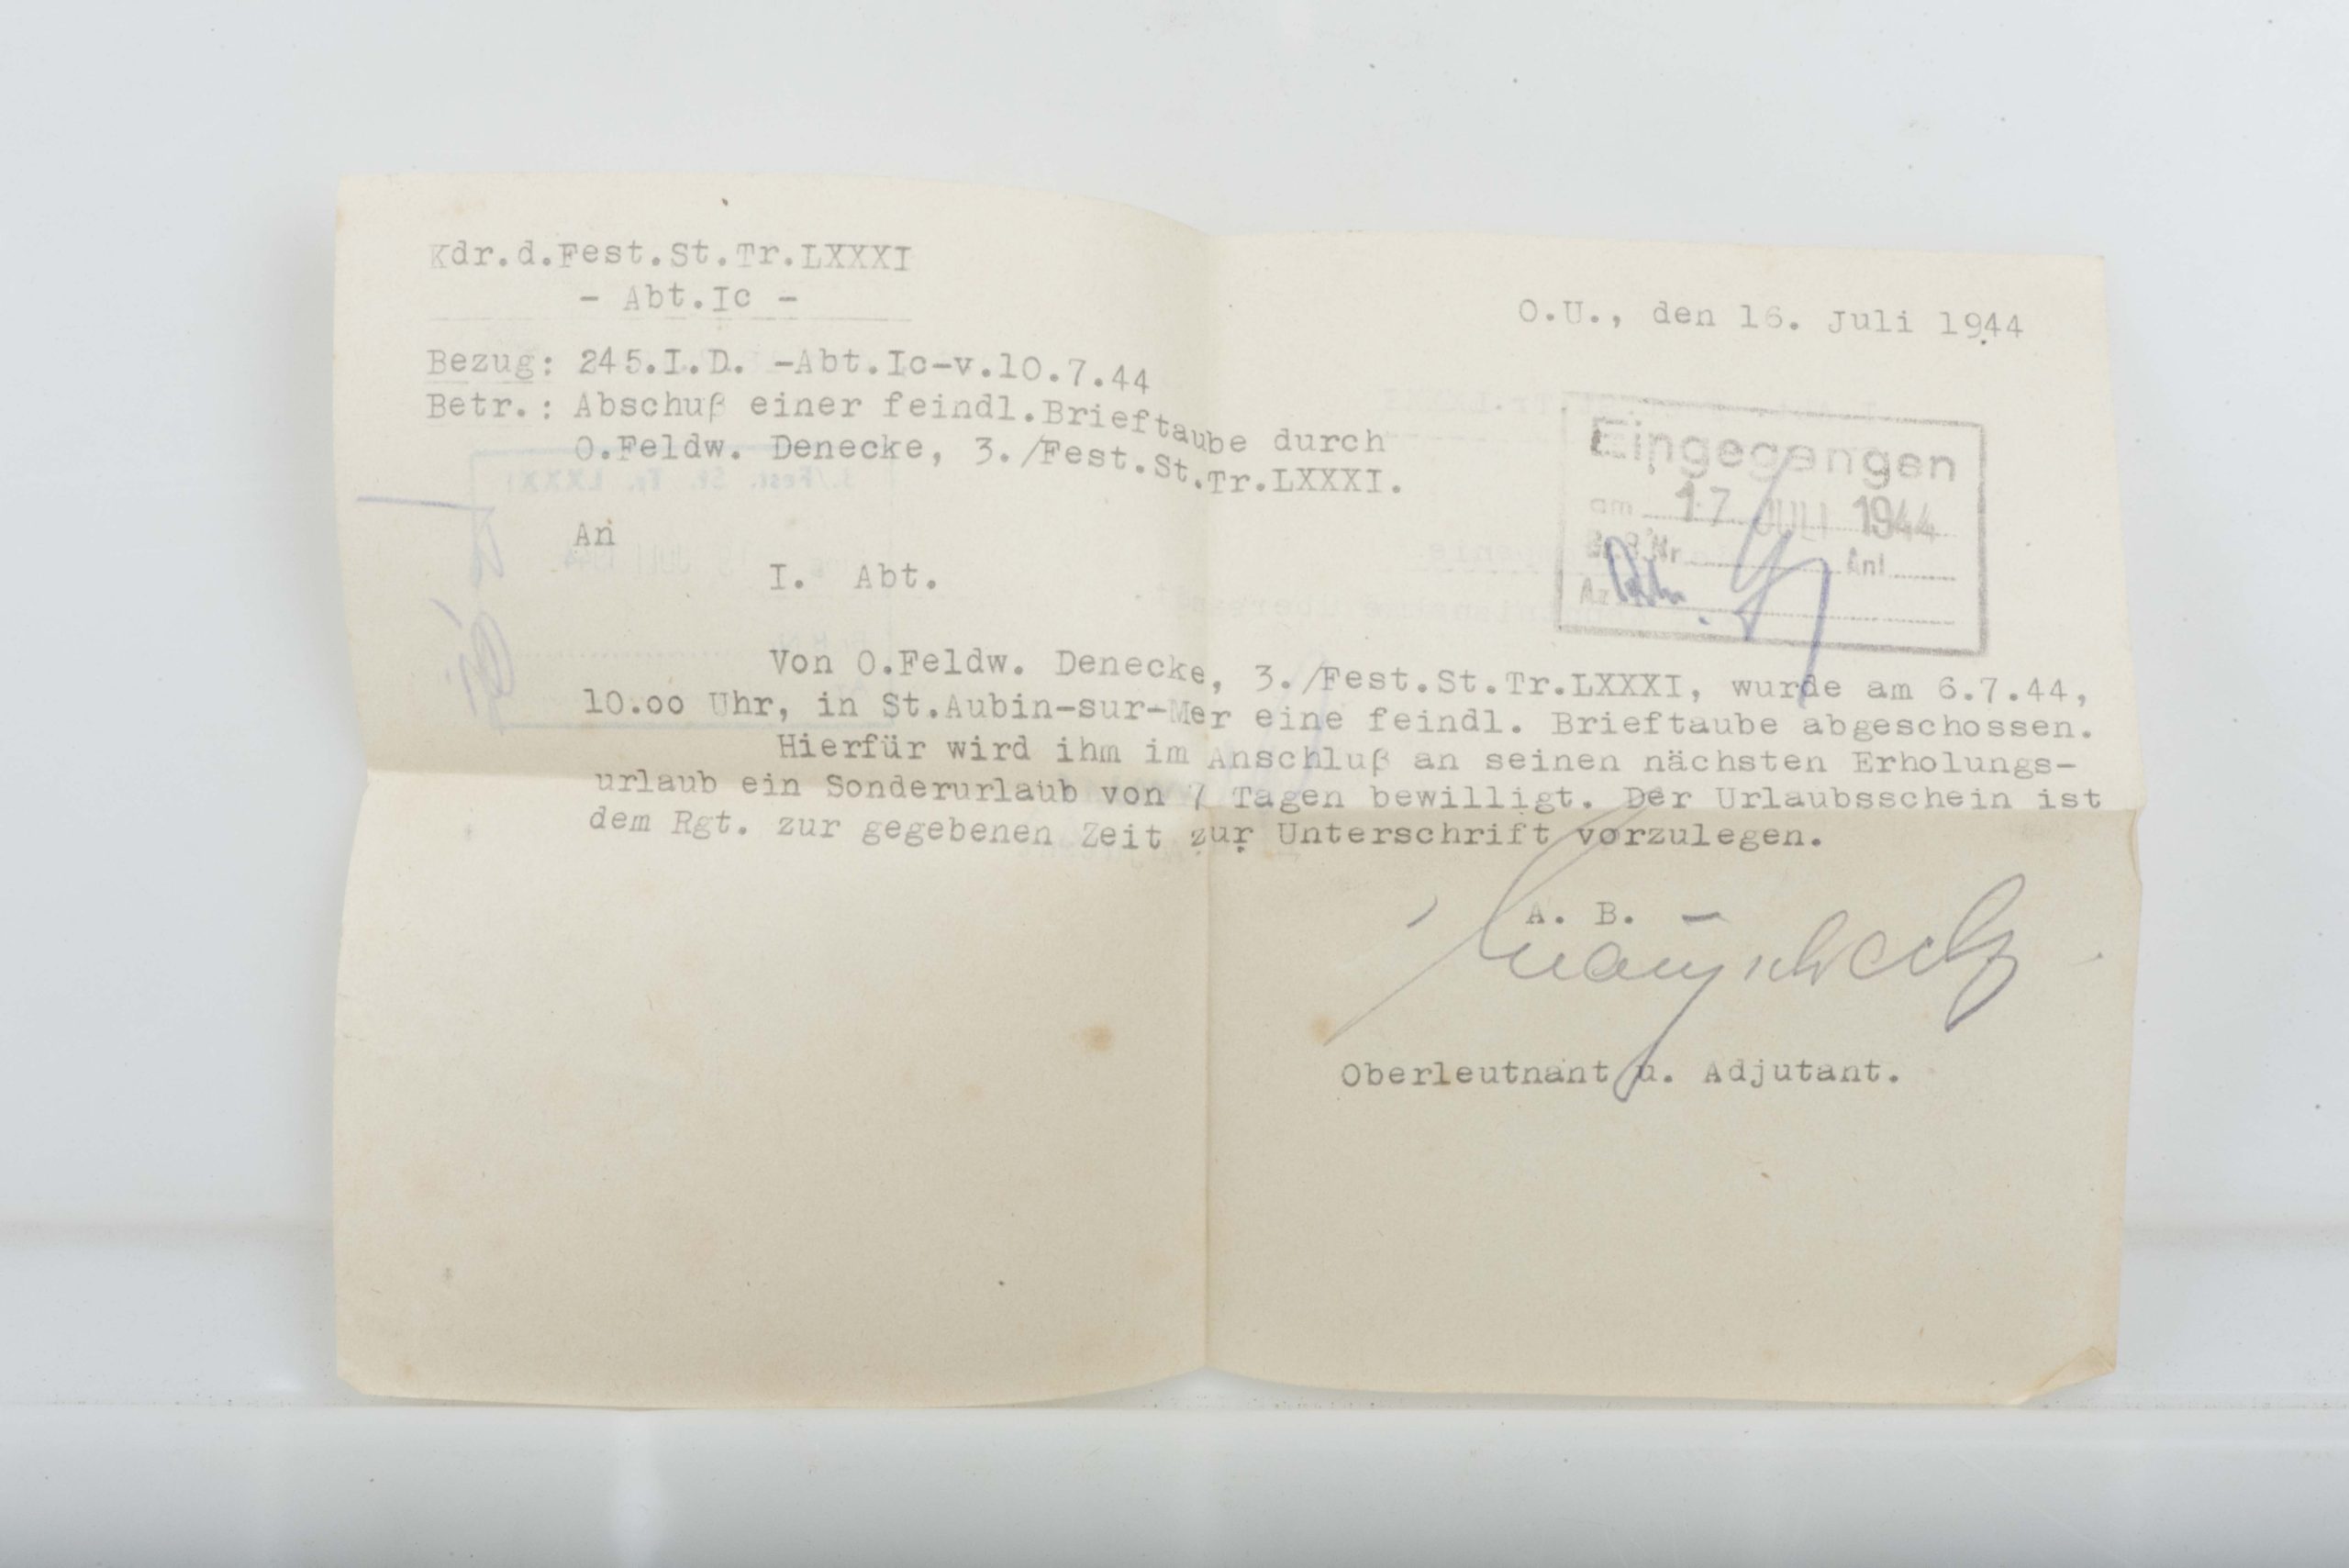 Kdr.d.Fest.St.Tr.LXXXI
- Abt.Ic -
O.U., den 16. Juli 1944
Bezug: 245.I.D. -Abt.Ic-v.10.7.44
Betr.: Abschuß einer feindl.Brieftaube durch
O.Feldw. Denecke, 3./Fest.St.Tr.LXXXI.
Eingegangen
am 17 JULI 1944
Anl
Az
An
I. Abt.
Von O.Feldw. Denecke, 3./Fest.St.Tr.LXXXI, wurde am 6.7.44,
10.oo Uhr, in St.Aubin-sur-Mer eine feindl. Brieftaube abgeschossen.
Hierfür wird ihm im Anschluß an seinen nächsten Erholungs-
urlaub ein Sonderurlaub von 7 Tagen bewilligt. Der Urlaubsschein ist
dem Rgt. zur gegebenen Zeit zur Unterschrift vorzulegen.
A. B.
Oberleutnant u. Adjutant.